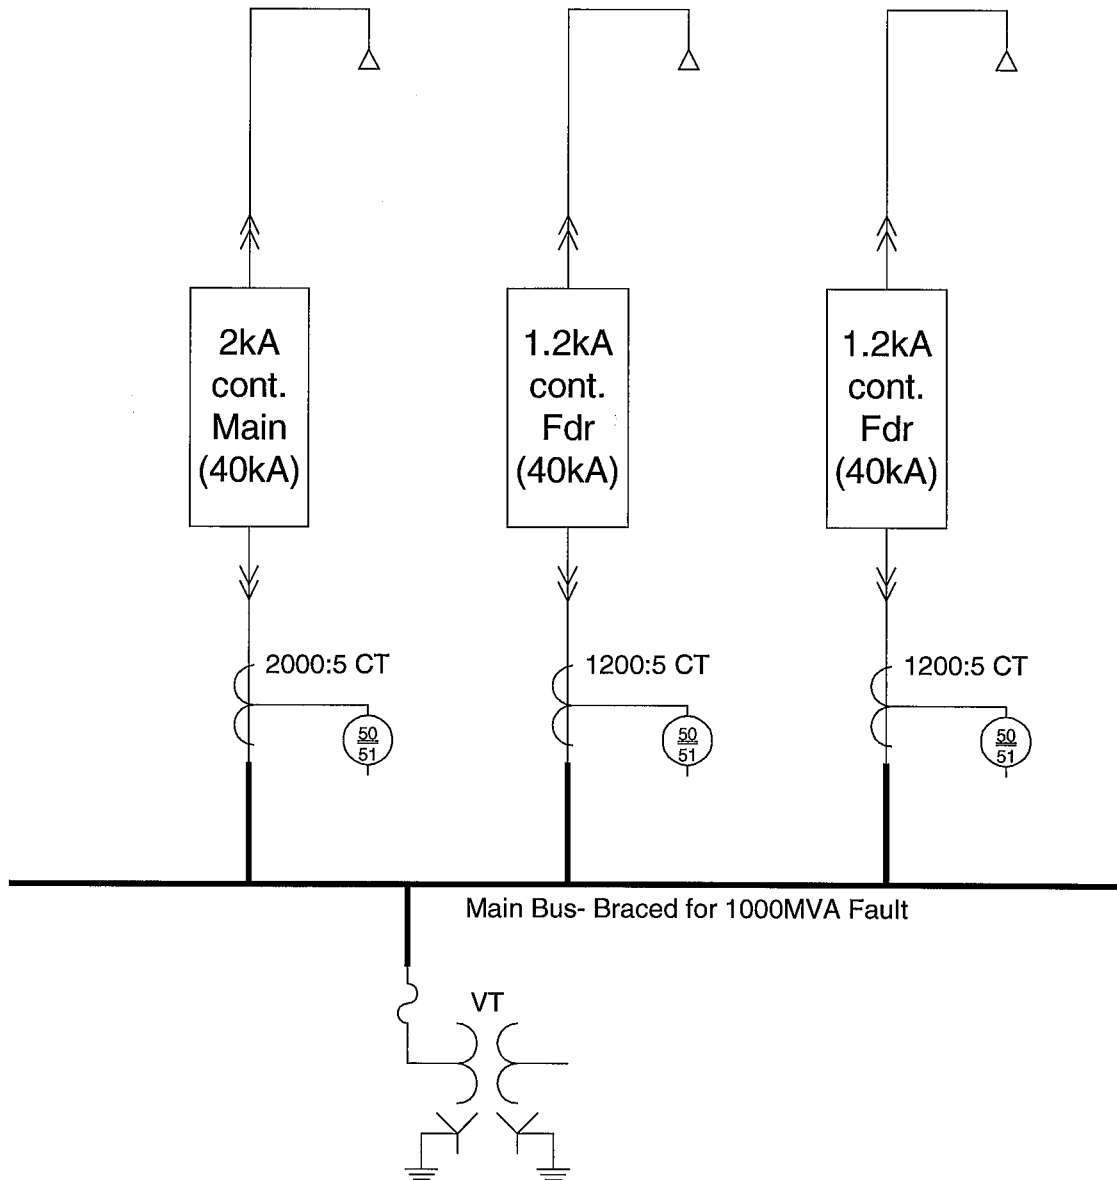 2kA
cont.
Main
(40kA)
1.2kA
cont.
Fdr
(40kA)
1.2kA
cont.
Fdr
(40kA)
2000:5 CT
50
51
1200:5 CT
50
51
1200:5 CT
50
51
Main Bus- Braced for 1000MVA Fault
VT